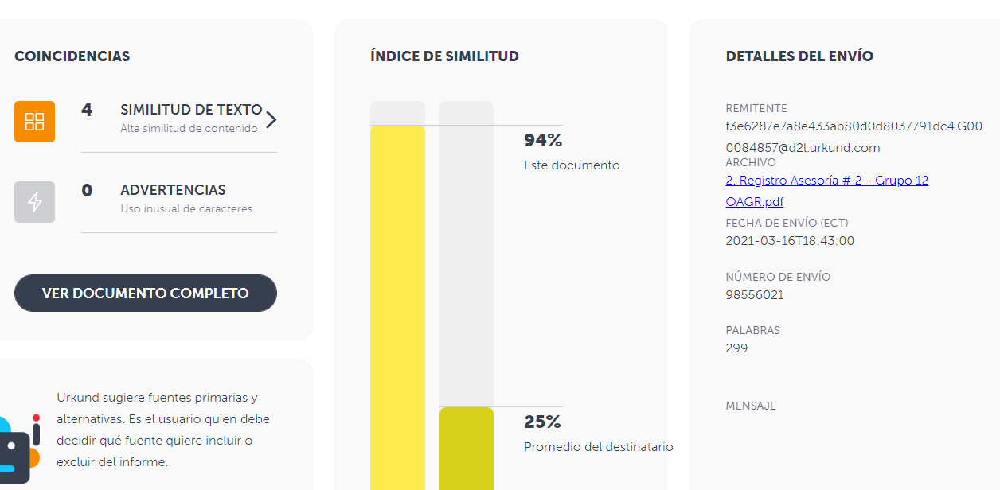 COINCIDENCIAS
4
SIMILITUD DE TEXTO
Alta similitud de contenido
0
ADVERTENCIAS
Uso inusual de caracteres
VER DOCUMENTO COMPLETO
Urkund sugiere fuentes primarias y
alternativas. Es el usuario quien debe
decidir qué fuente quiere incluir o
excluir del informe.
ÍNDICE DE SIMILITUD
94%
Este documento
25%
Promedio del destinatario
DETALLES DEL ENVÍO
REMITENTE
f3e6287e7a8e433ab80d0d8037791dc4.G00
0084857@d2l.urkund.com
ARCHIVO
2. Registro Asesoría # 2 - Grupo 12
OAGR.pdf
FECHA DE ENVÍO (ECT)
2021-03-16T18:43:00
NÚMERO DE ENVÍO
98556021
PALABRAS
299
MENSAJE